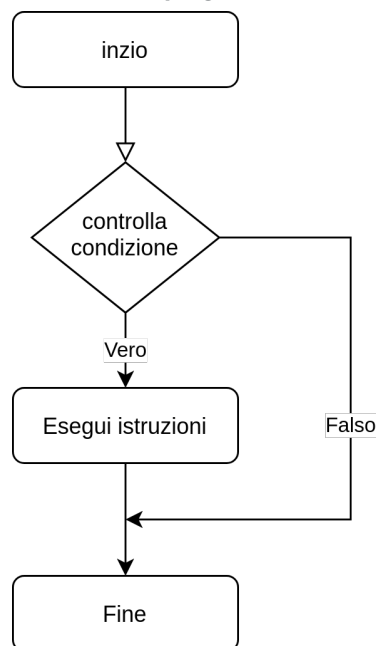 inzio
controlla
condizione
Vero
Esegui istruzioni
Falso
Fine